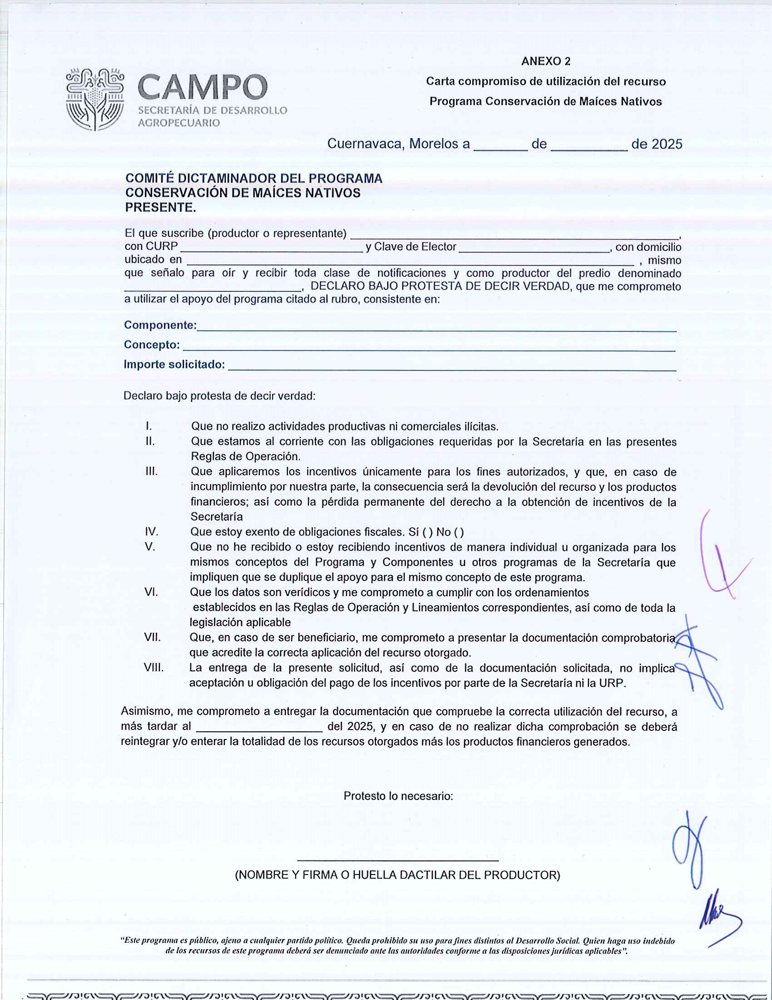 ANEXO 2
Carta compromiso de utilización del recurso
Programa Conservación de Maíces Nativos
CAMPO
SECRETARÍA DE DESARROLLO
AGROPECUARIO
Cuernavaca, Morelos a _______ de __________ de 2025
COMITÉ DICTAMINADOR DEL PROGRAMA
CONSERVACIÓN DE MAÍCES NATIVOS
PRESENTE.
El que suscribe (productor o representante) ____________________,
con CURP ____________________ y Clave de Elector ____________________, con domicilio
ubicado en ____________________ , mismo
que señalo para oír y recibir toda clase de notificaciones y como productor del predio denominado
____________________, DECLARO BAJO PROTESTA DE DECIR VERDAD, que me comprometo
a utilizar el apoyo del programa citado al rubro, consistente en:
Componente:____________________
Concepto: ____________________
Importe solicitado: ____________________
Declaro bajo protesta de decir verdad:
I. Que no realizo actividades productivas ni comerciales ilícitas.
II. Que estamos al corriente con las obligaciones requeridas por la Secretaría en las presentes
Reglas de Operación.
III. Que aplicaremos los incentivos únicamente para los fines autorizados, y que, en caso de
incumplimiento por nuestra parte, la consecuencia será la devolución del recurso y los productos
financieros; así como la pérdida permanente del derecho a la obtención de incentivos de la
Secretaría
IV. Que estoy exento de obligaciones fiscales. Sí ( ) No ( )
V. Que no he recibido o estoy recibiendo incentivos de manera individual u organizada para los
mismos conceptos del Programa y Componentes u otros programas de la Secretaría que
impliquen que se duplique el apoyo para el mismo concepto de este programa.
VI. Que los datos son verídicos y me comprometo a cumplir con los ordenamientos
establecidos en las Reglas de Operación y Lineamientos correspondientes, así como de toda la
legislación aplicable
VII. Que, en caso de ser beneficiario, me comprometo a presentar la documentación comprobatoria
que acredite la correcta aplicación del recurso otorgado.
VIII. La entrega de la presente solicitud, así como de la documentación solicitada, no implica
aceptación u obligación del pago de los incentivos por parte de la Secretaría ni la URP.
Asimismo, me comprometo a entregar la documentación que compruebe la correcta utilización del recurso, a
más tardar al ____________________ del 2025, y en caso de no realizar dicha comprobación se deberá
reintegrar y/o enterar la totalidad de los recursos otorgados más los productos financieros generados.
Protesto lo necesario:
____________________
(NOMBRE Y FIRMA O HUELLA DACTILAR DEL PRODUCTOR)
“Este programa es público, ajeno a cualquier partido político. Queda prohibido su uso para fines distintos al Desarrollo Social. Quien haga uso indebido
de los recursos de este programa deberá ser denunciado ante las autoridades conforme a las disposiciones jurídicas aplicables”.